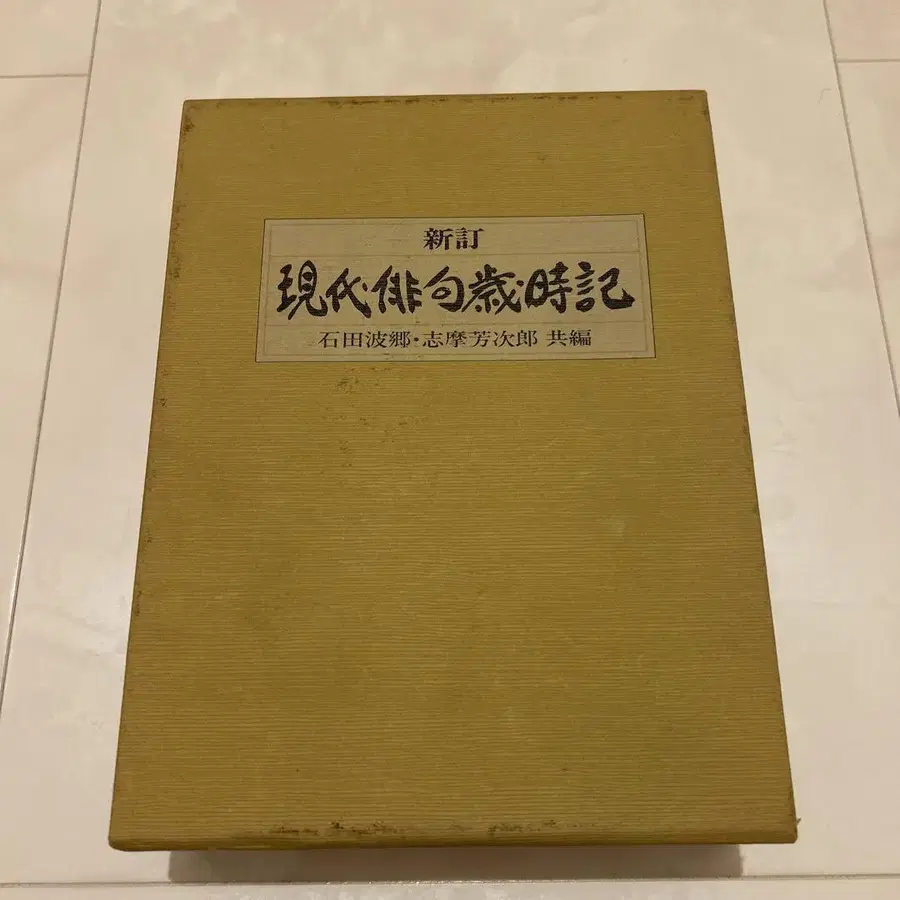 新訂
現代俳句歳時記
石田波郷・志摩芳次郎 共編